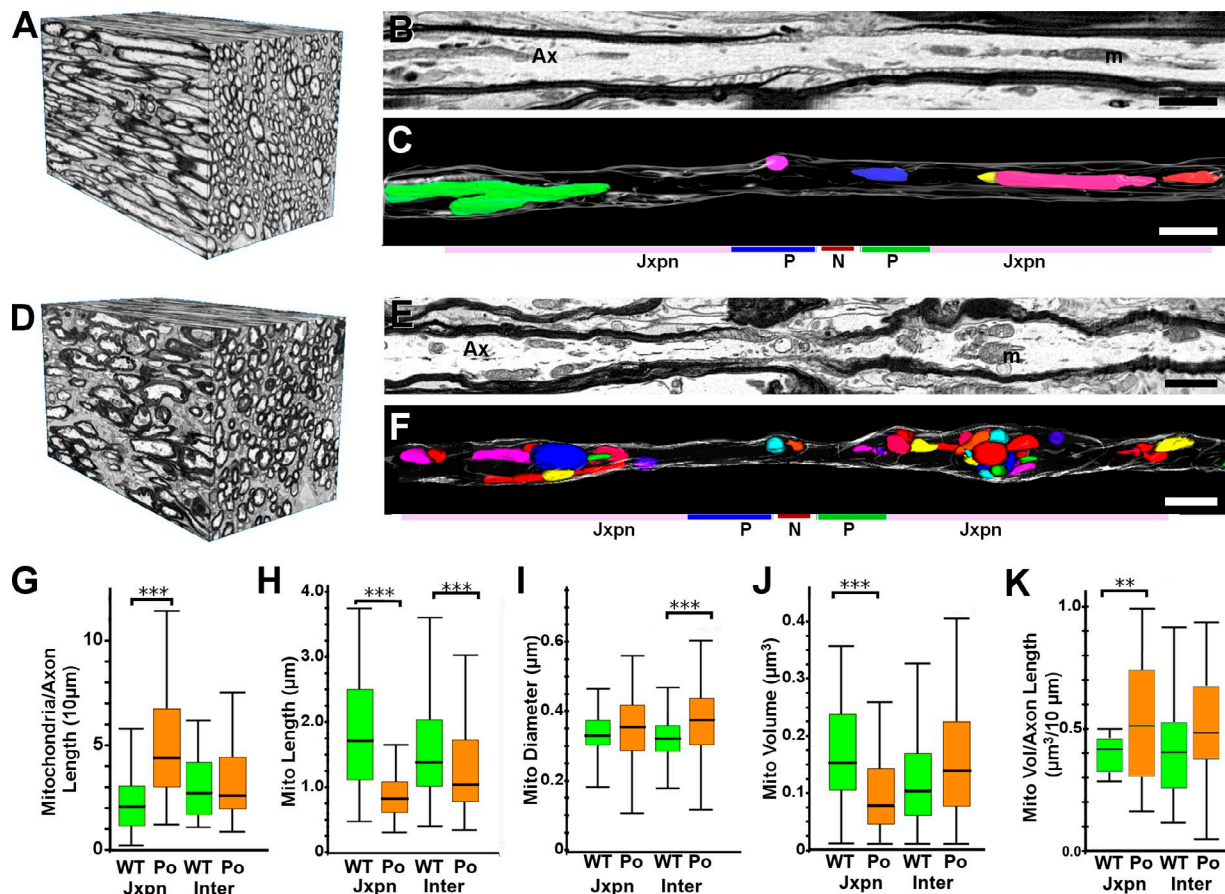 A
B
Ax
m
C
Jxpn P N P Jxpn
D
E
Ax
m
F
Jxpn P N P Jxpn
G
Mitochondria/Axon
Length (10µm)
10
5
0
***
WT Po WT Po
Jxpn Inter
H
Mito Length (µm)
4.0
3.0
2.0
1.0
0.0
***
***
WT Po WT Po
Jxpn Inter
I
Mito Diameter (µm)
0.6
0.4
0.2
0.0
***
WT Po WT Po
Jxpn Inter
J
Mito Volume (µm³)
0.4
0.3
0.2
0.1
0
***
WT Po WT Po
Jxpn Inter
K
Mito Vol/Axon Length
(µm³/10 µm)
1.0
0.5
0.0
**
WT Po WT Po
Jxpn Inter